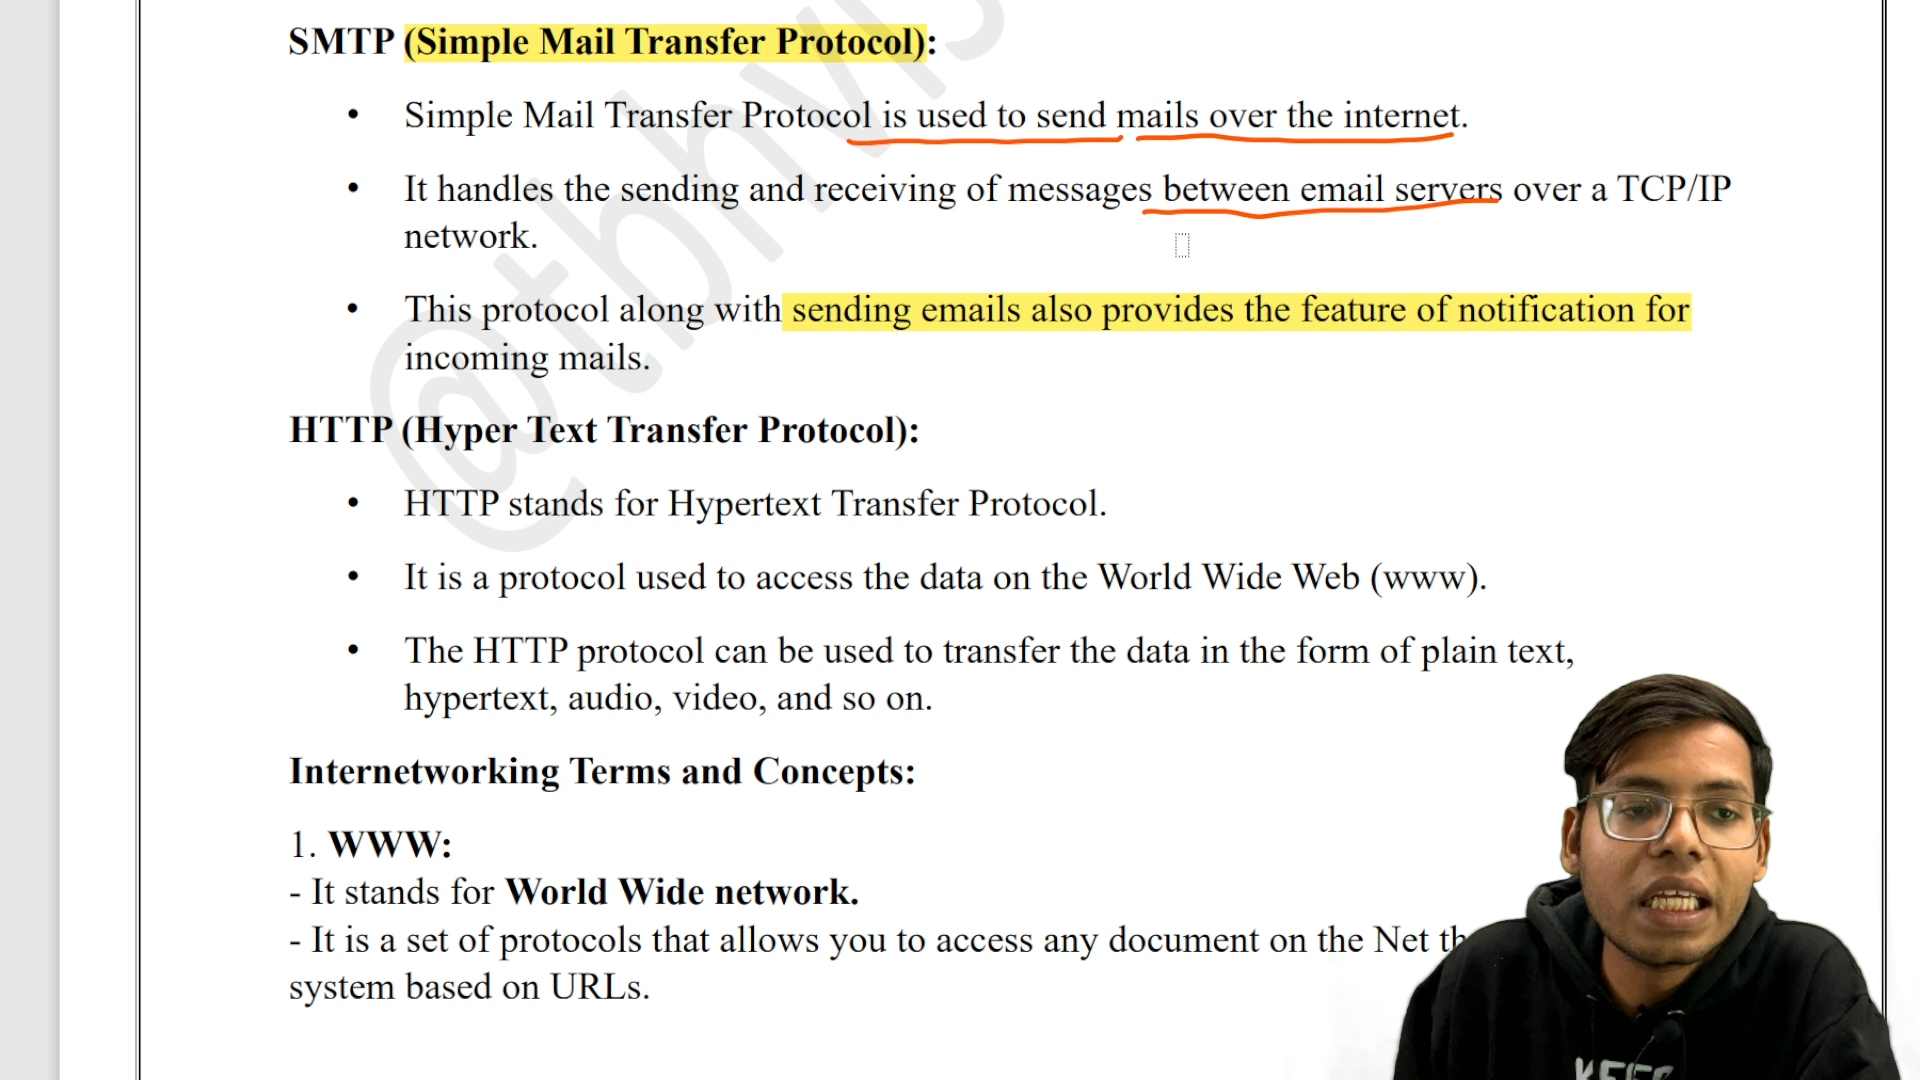 SMTP (Simple Mail Transfer Protocol):
• Simple Mail Transfer Protocol is used to send mails over the internet.
• It handles the sending and receiving of messages between email servers over a TCP/IP
network.
• This protocol along with sending emails also provides the feature of notification for
incoming mails.
HTTP (Hyper Text Transfer Protocol):
• HTTP stands for Hypertext Transfer Protocol.
• It is a protocol used to access the data on the World Wide Web (www).
• The HTTP protocol can be used to transfer the data in the form of plain text,
hypertext, audio, video, and so on.
Internetworking Terms and Concepts:
1. WWW:
- It stands for World Wide network.
- It is a set of protocols that allows you to access any document on the Net
system based on URLs.